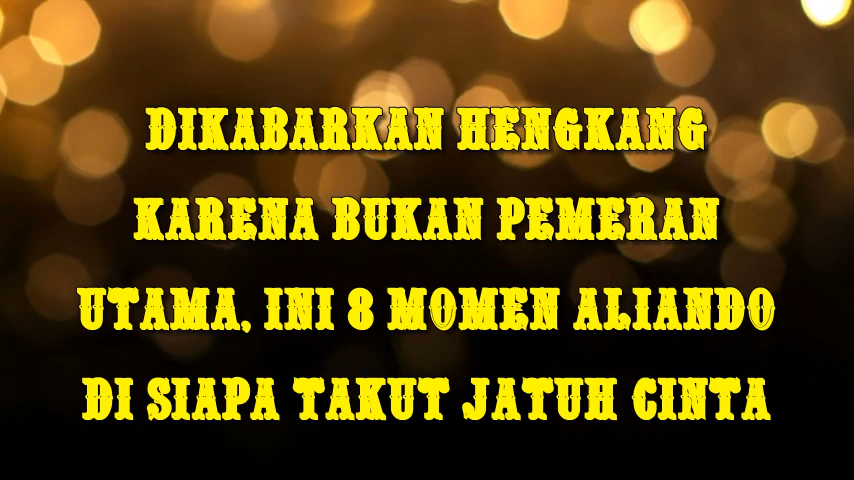 DIKABARKAN HENGKANG
KARENA BUKAN PEMERAN
UTAMA, INI 8 MOMEN ALIANDO
DI SIAPA TAKUT JATUH CINTA